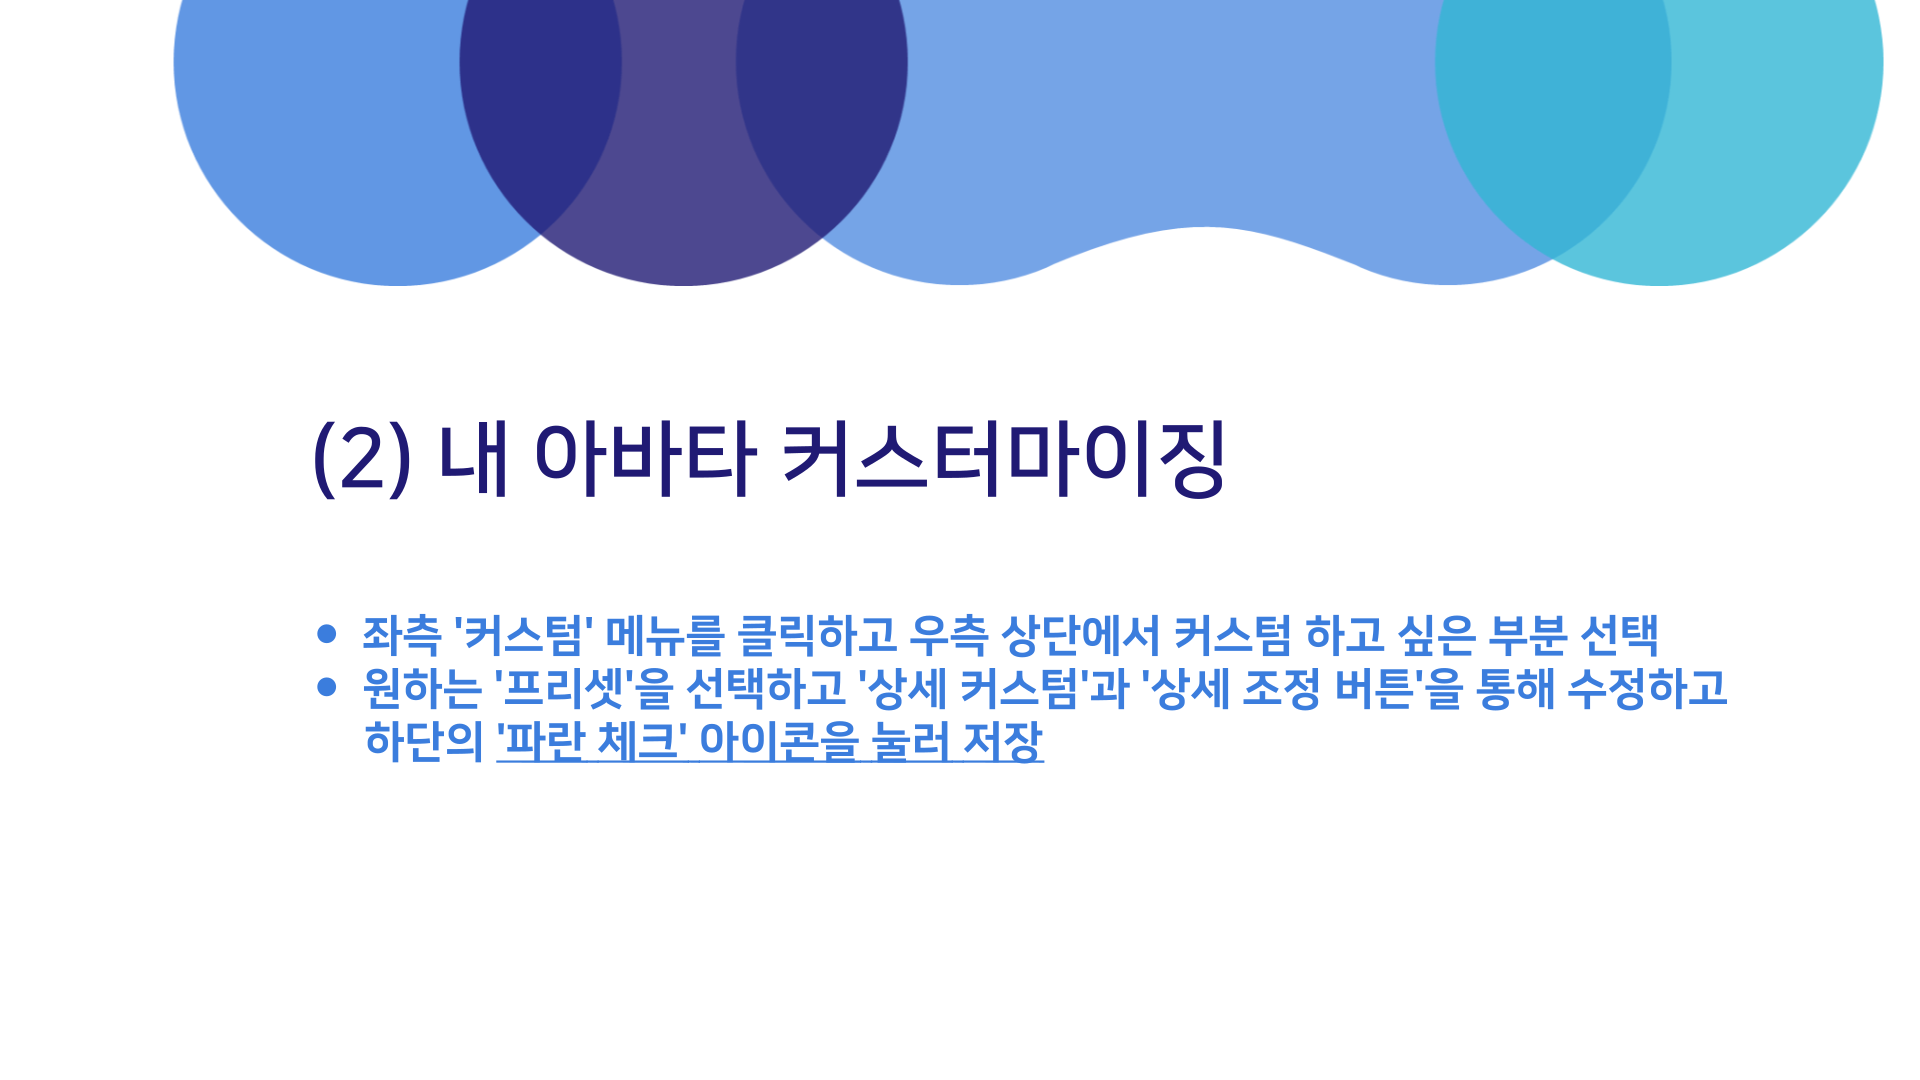 (2) 내 아바타 커스터마이징
● 좌측 '커스텀' 메뉴를 클릭하고 우측 상단에서 커스텀 하고 싶은 부분 선택
● 원하는 '프리셋'을 선택하고 '상세 커스텀'과 '상세 조정 버튼'을 통해 수정하고
하단의 '파란 체크' 아이콘을 눌러 저장